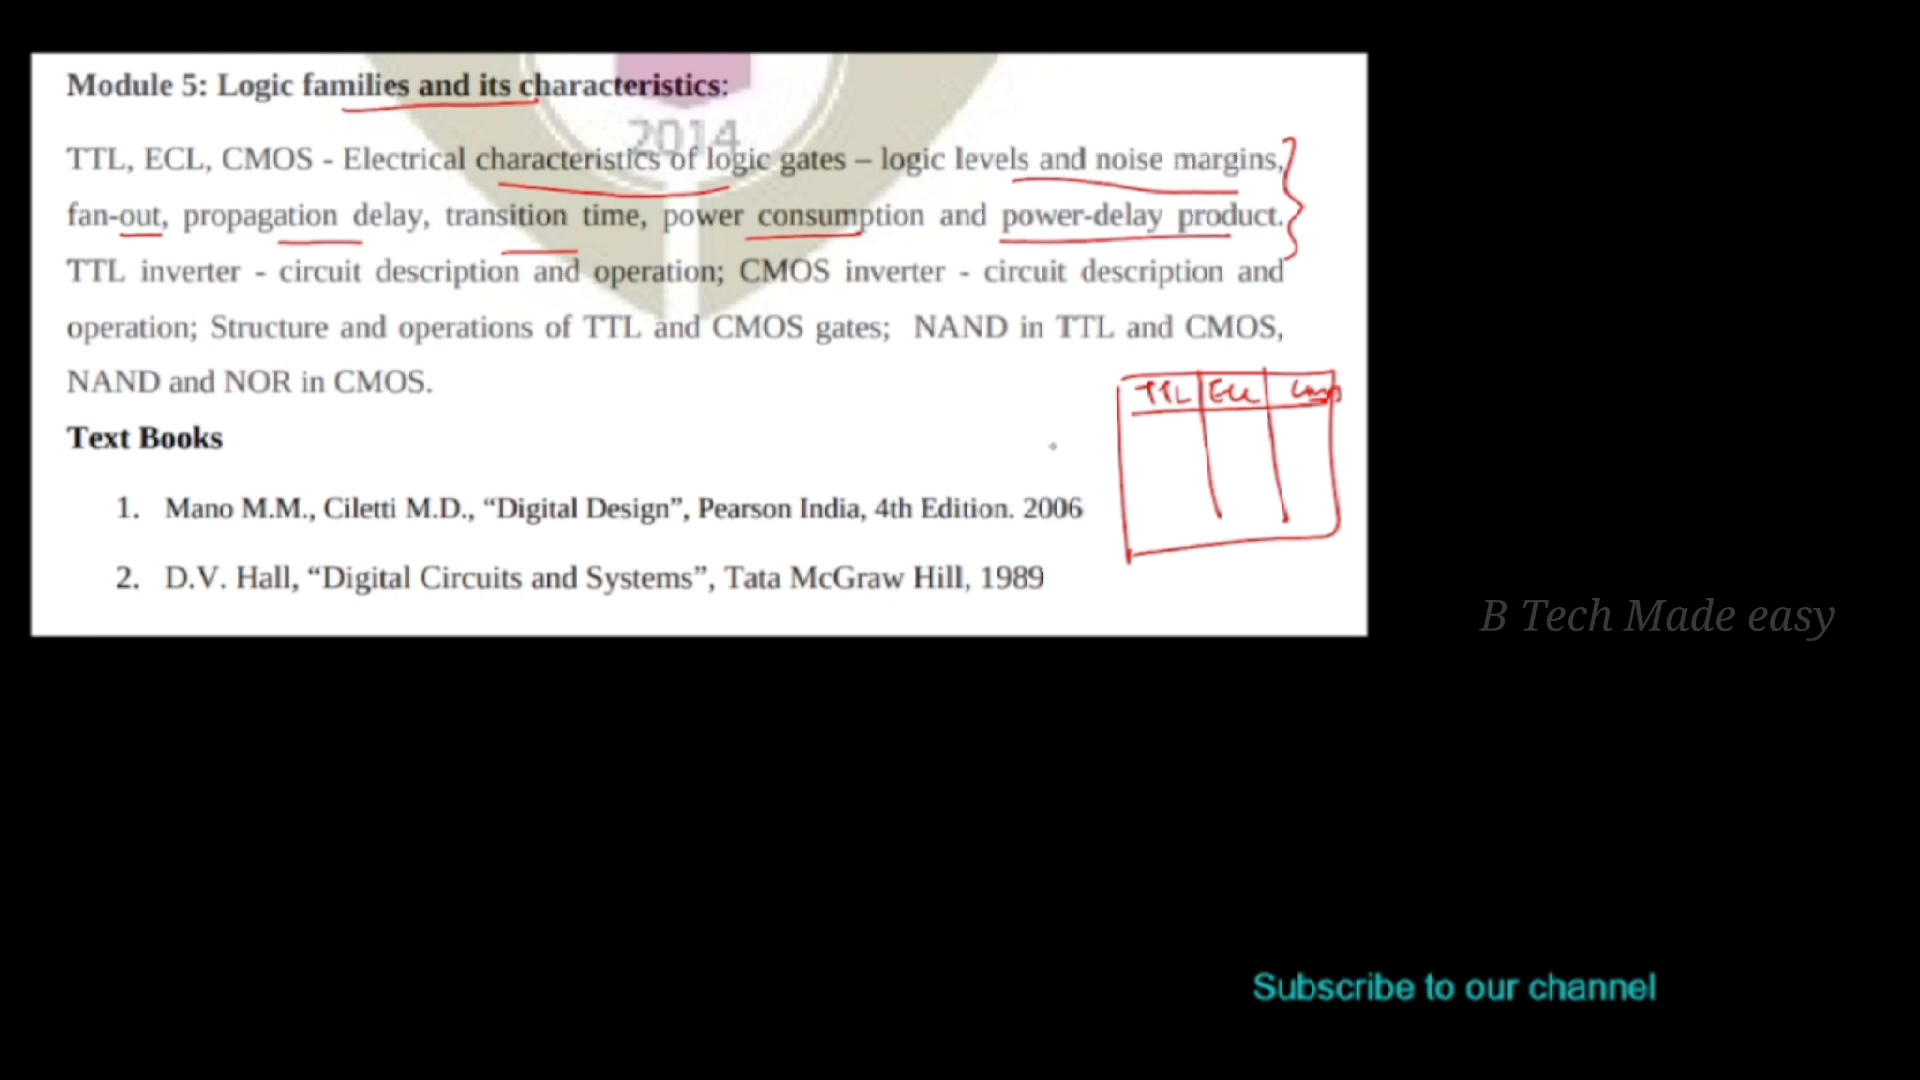 Module 5: Logic families and its characteristics:
2014
TTL, ECL, CMOS - Electrical characteristics of logic gates – logic levels and noise margins,
fan-out, propagation delay, transition time, power consumption and power-delay product.
TTL inverter - circuit description and operation; CMOS inverter - circuit description and
operation; Structure and operations of TTL and CMOS gates; NAND in TTL and CMOS,
NAND and NOR in CMOS.
TTL ECL CMOS
Text Books
1. Mano M.M., Ciletti M.D., “Digital Design”, Pearson India, 4th Edition. 2006
2. D.V. Hall, “Digital Circuits and Systems”, Tata McGraw Hill, 1989
B Tech Made easy
Subscribe to our channel